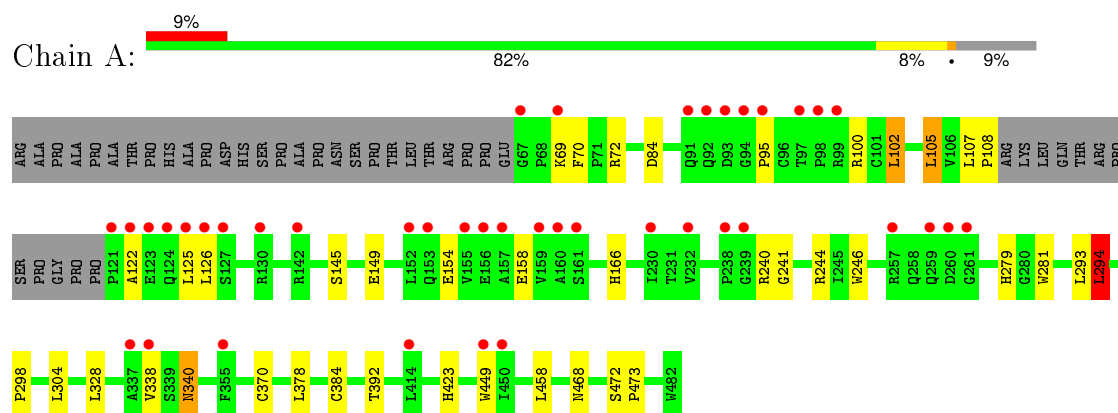 9%
Chain A:
82% 8% • 9%
ARG ALA PRO ALA PRO ALA THR PRO HIS ALA PRO ASP HIS SER PRO ALA PRO ASN SER PRO THR LEU THR ARG PRO PRO GLU G67 P68 K69 F70 P71 R72 D84 Q91 Q92 D93 G94 P95 C96 T97 P98 R99 R100 C101 L102 L105 V106 L107 P108 ARG LYS LEU GLN THR ARG PRO
SER PRO GLY PRO PRO P121 A122 E123 Q124 L125 L126 S127 R130 R142 S145 E149 L152 Q153 E154 V155 E156 A157 E158 V159 A160 S161 H166 I230 T231 V232 P238 G239 R240 G241 R244 I245 W246 R257 Q258 Q259 D260 G261 H279 G280 W281 L293 L294
P298 L304 L328 A337 V338 S339 N340 F355 C370 L378 C384 T392 L414 H423 W449 I450 L458 N468 S472 P473 W482